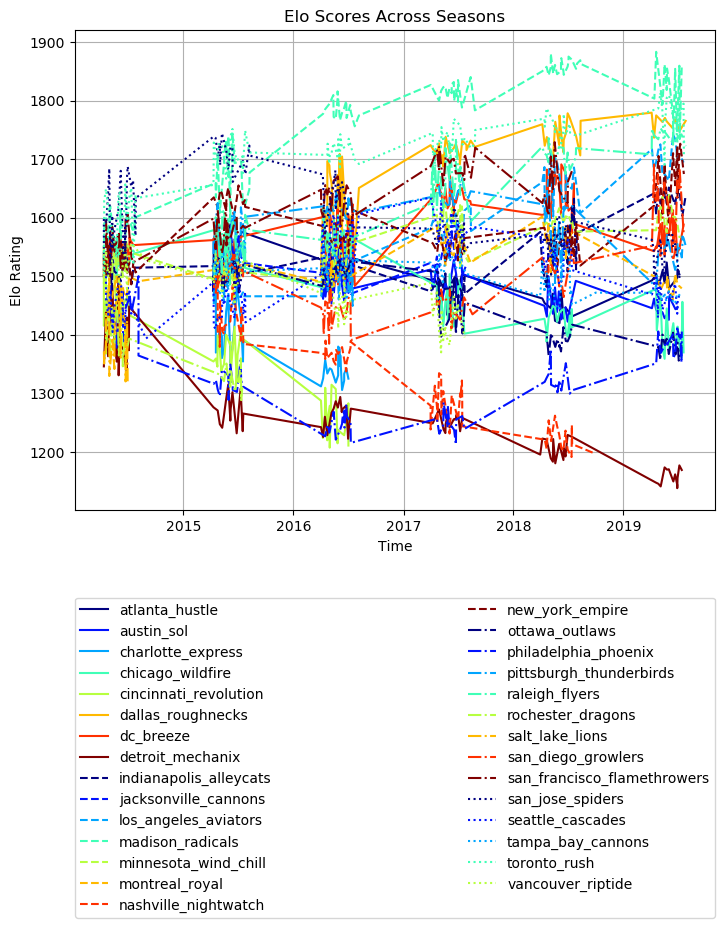 Elo Scores Across Seasons
1900
1800
1700
1600
1500
1400
1300
1200
Elo Rating
2015 2016 2017 2018 2019
Time
atlanta_hustle
austin_sol
charlotte_express
chicago_wildfire
cincinnati_revolution
dallas_roughnecks
dc_breeze
detroit_mechanix
indianapolis_alleycats
jacksonville_cannons
los_angeles_aviators
madison_radicals
minnesota_wind_chill
montreal_royal
nashville_nightwatch
new_york_empire
ottawa_outlaws
philadelphia_phoenix
pittsburgh_thunderbirds
raleigh_flyers
rochester_dragons
salt_lake_lions
san_diego_growlers
san_francisco_flamethrowers
san_jose_spiders
seattle_cascades
tampa_bay_cannons
toronto_rush
vancouver_riptide